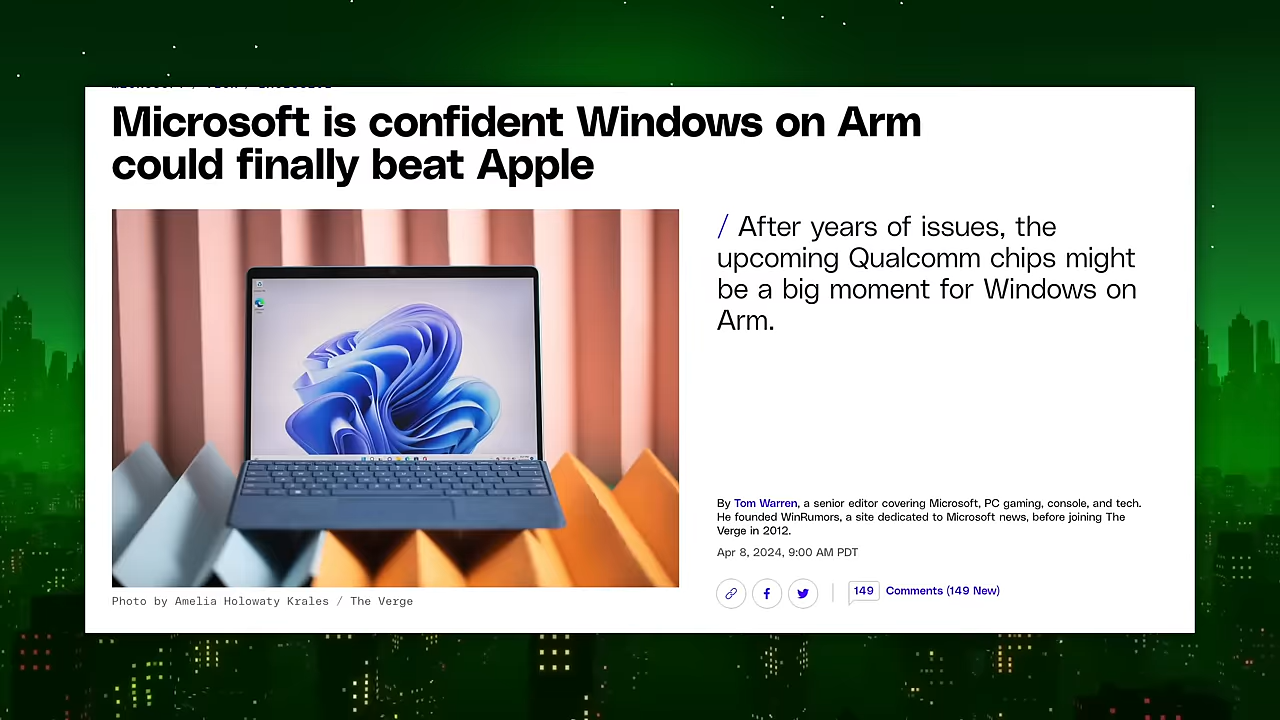 Microsoft is confident Windows on Arm
could finally beat Apple
/ After years of issues, the
upcoming Qualcomm chips might
be a big moment for Windows on
Arm.
By Tom Warren, a senior editor covering Microsoft, PC gaming, console, and tech.
He founded WinRumors, a site dedicated to Microsoft news, before joining The
Verge in 2012.
Apr 8, 2024, 9:00 AM PDT
149 Comments (149 New)
Photo by Amelia Holowaty Krales / The Verge